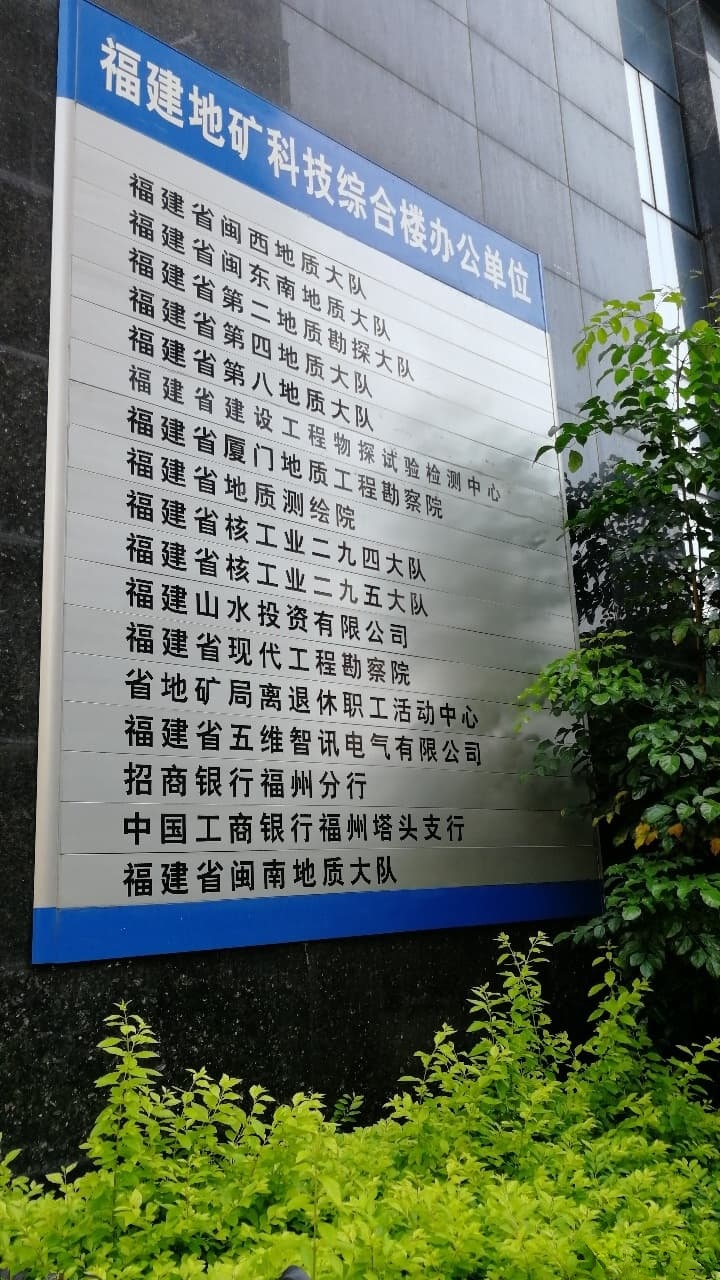 福建地矿科技综合楼办公单位
福建省闽西地质大队
福建省闽东南地质大队
福建省第二地质勘探大队
福建省第四地质大队
福建省第八地质大队
福建省建设工程物探试验检测中心
福建省厦门地质工程勘察院
福建省地质测绘院
福建省核工业二九四大队
福建省核工业二九五大队
福建山水投资有限公司
福建省现代工程勘察院
省地矿局离退休职工活动中心
福建省五维智讯电气有限公司
招商银行福州分行
中国工商银行福州塔头支行
福建省闽南地质大队